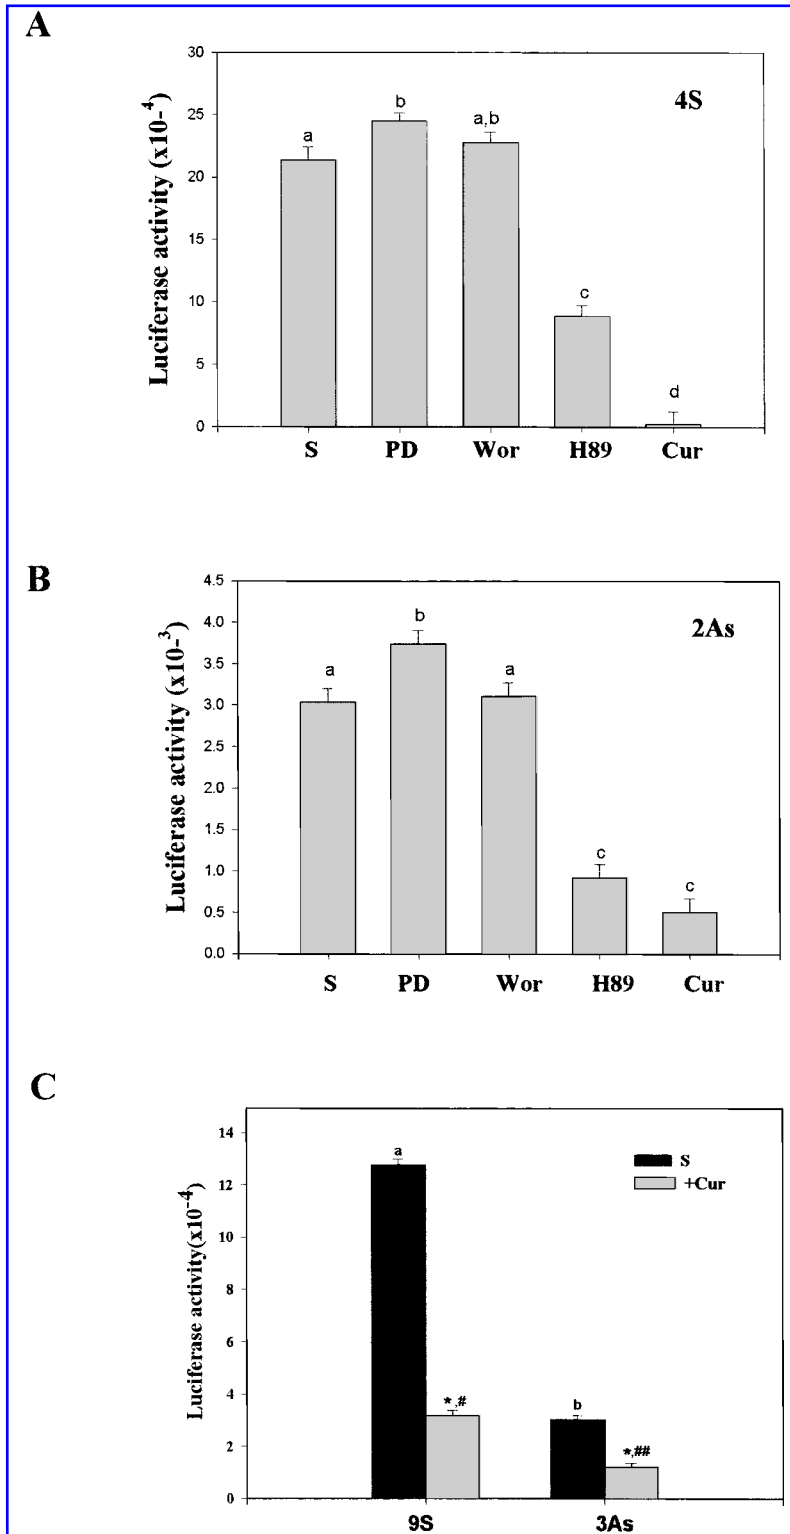 A
Luciferase activity (x10-⁴)
30
25
20
15
10
5
0
4S
a
b
a,b
c
d
S PD Wor H89 Cur
B
Luciferase activity (x10-³)
4.5
4.0
3.5
3.0
2.5
2.0
1.5
1.0
0.5
0.0
2As
a
b
a
c
c
S PD Wor H89 Cur
C
Luciferase activity(x10⁻⁴)
14
12
10
8
6
4
2
0
S
+Cur
a
*,#
b
*,##
9S 3As